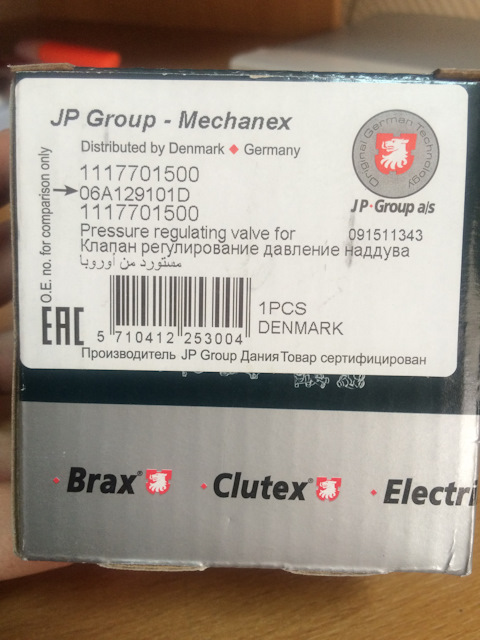 JP Group - Mechanex
Distributed by Denmark ♦ Germany
1117701500
06A129101D
1117701500
Pressure regulating valve for 091511343
Клапан регулирование давление наддува
مستورد من أوروبا
O.E. no. for comparison only
Original German Technology
JP·Group a/s
EAC
5 710412 253004
1PCS
DENMARK
Производитель JP Group Дания Товар сертифицирован
Brax®
Clutex®
Electri